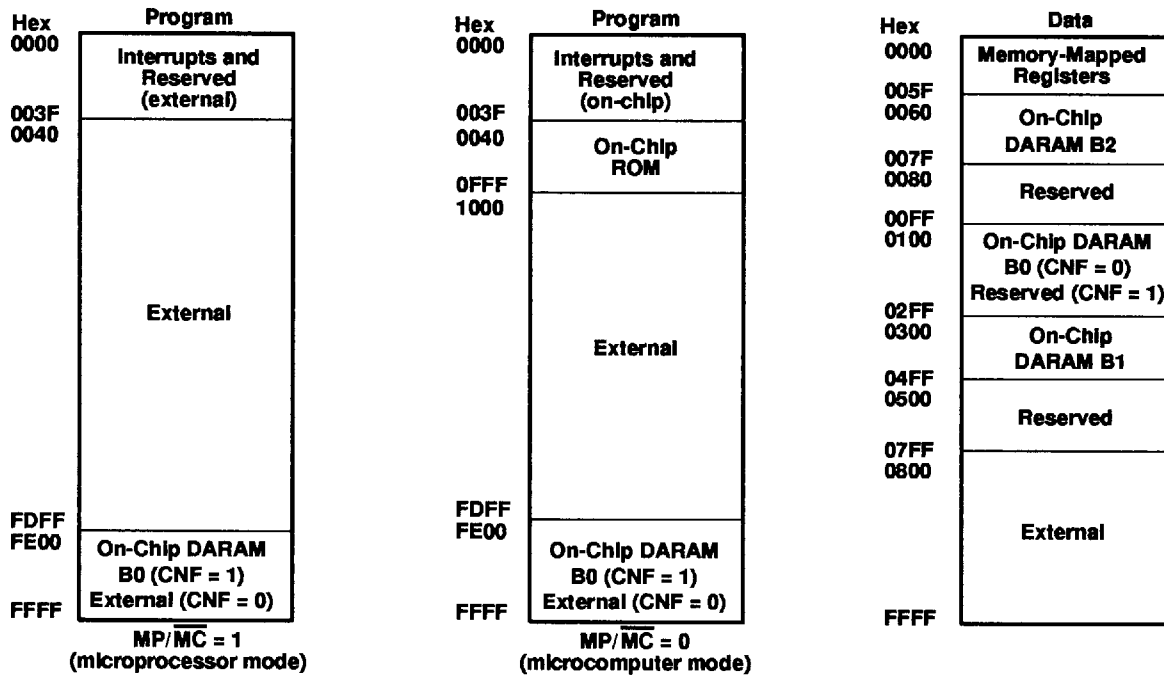 Hex
Program
0000
Interrupts and
Reserved
(external)
003F
0040
External
FDFF
FE00
On-Chip DARAM
B0 (CNF = 1)
External (CNF = 0)
FFFF
MP/MC = 1
(microprocessor mode)
Hex
Program
0000
Interrupts and
Reserved
(on-chip)
003F
0040
On-Chip
ROM
0FFF
1000
External
FDFF
FE00
On-Chip DARAM
B0 (CNF = 1)
External (CNF = 0)
FFFF
MP/MC = 0
(microcomputer mode)
Hex
Data
0000
Memory-Mapped
Registers
005F
0060
On-Chip
DARAM B2
007F
0080
Reserved
00FF
0100
On-Chip DARAM
B0 (CNF = 0)
Reserved (CNF = 1)
02FF
0300
On-Chip
DARAM B1
04FF
0500
Reserved
07FF
0800
External
FFFF